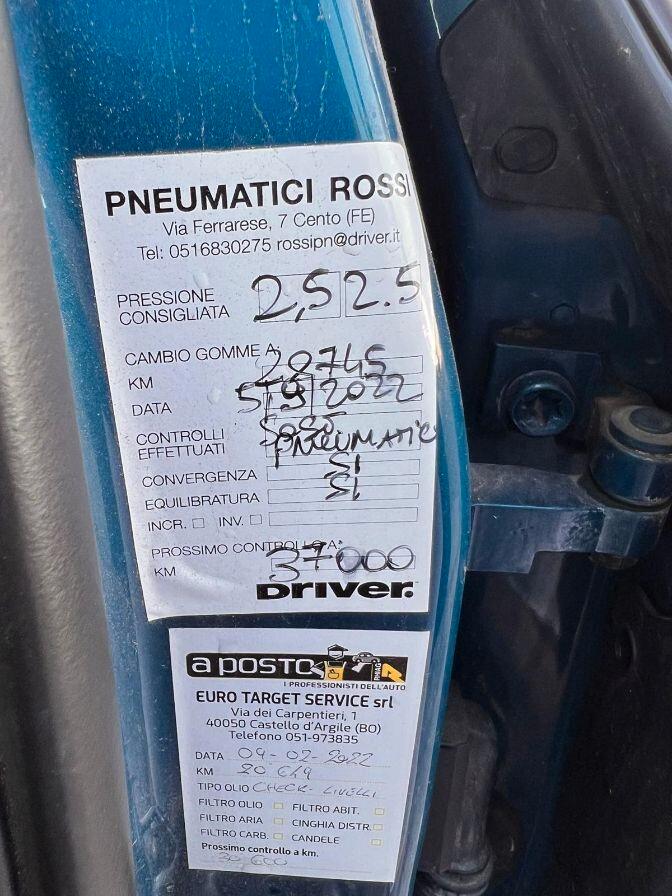 PNEUMATICI ROSSI
Via Ferrarese, 7 Cento (FE)
Tel: 0516830275 rossipn@driver.it
PRESSIONE CONSIGLIATA 2,5 2.5
CAMBIO GOMME A:
KM 20745
DATA 5 9 2022
CONTROLLI EFFETTUATI PNEUMATICI
CONVERGENZA SI
EQUILIBRATURA SI
INCR. INV.
PROSSIMO CONTROLLO A:
KM 37000
DRIVER.
a POSTO
I PROFESSIONISTI DELL'AUTO
EURO TARGET SERVICE srl
Via dei Carpentieri, 1
40050 Castello d'Argile (BO)
Telefono 051-973835
DATA 09-02-2022
KM 20649
TIPO OLIO CHECK-LIVELLI
FILTRO OLIO FILTRO ABIT.
FILTRO ARIA CINGHIA DISTR.
FILTRO CARB. CANDELE
Prossimo controllo a km.
30,600